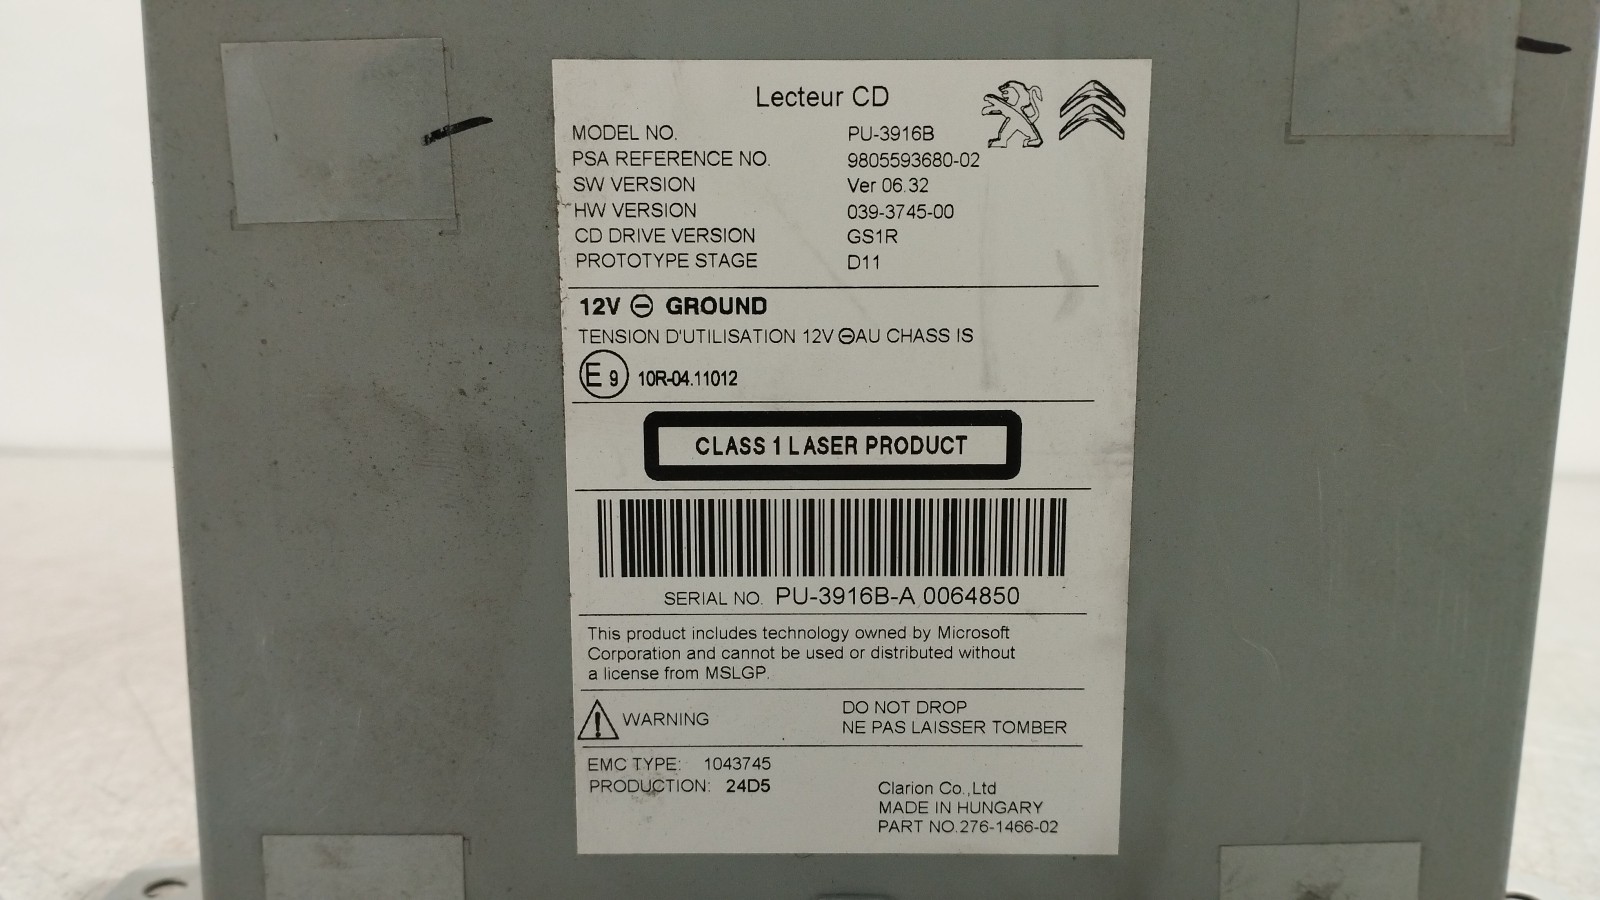 Lecteur CD
MODEL NO. PU-3916B
PSA REFERENCE NO. 9805593680-02
SW VERSION Ver 06.32
HW VERSION 039-3745-00
CD DRIVE VERSION GS1R
PROTOTYPE STAGE D11
12V ⊖ GROUND
TENSION D'UTILISATION 12V ⊖AU CHASS IS
E9 10R-04.11012
CLASS 1 LASER PRODUCT
SERIAL NO. PU-3916B-A 0064850
This product includes technology owned by Microsoft
Corporation and cannot be used or distributed without
a license from MSLGP.
WARNING
DO NOT DROP
NE PAS LAISSER TOMBER
EMC TYPE: 1043745
PRODUCTION: 24D5
Clarion Co.,Ltd
MADE IN HUNGARY
PART NO.276-1466-02